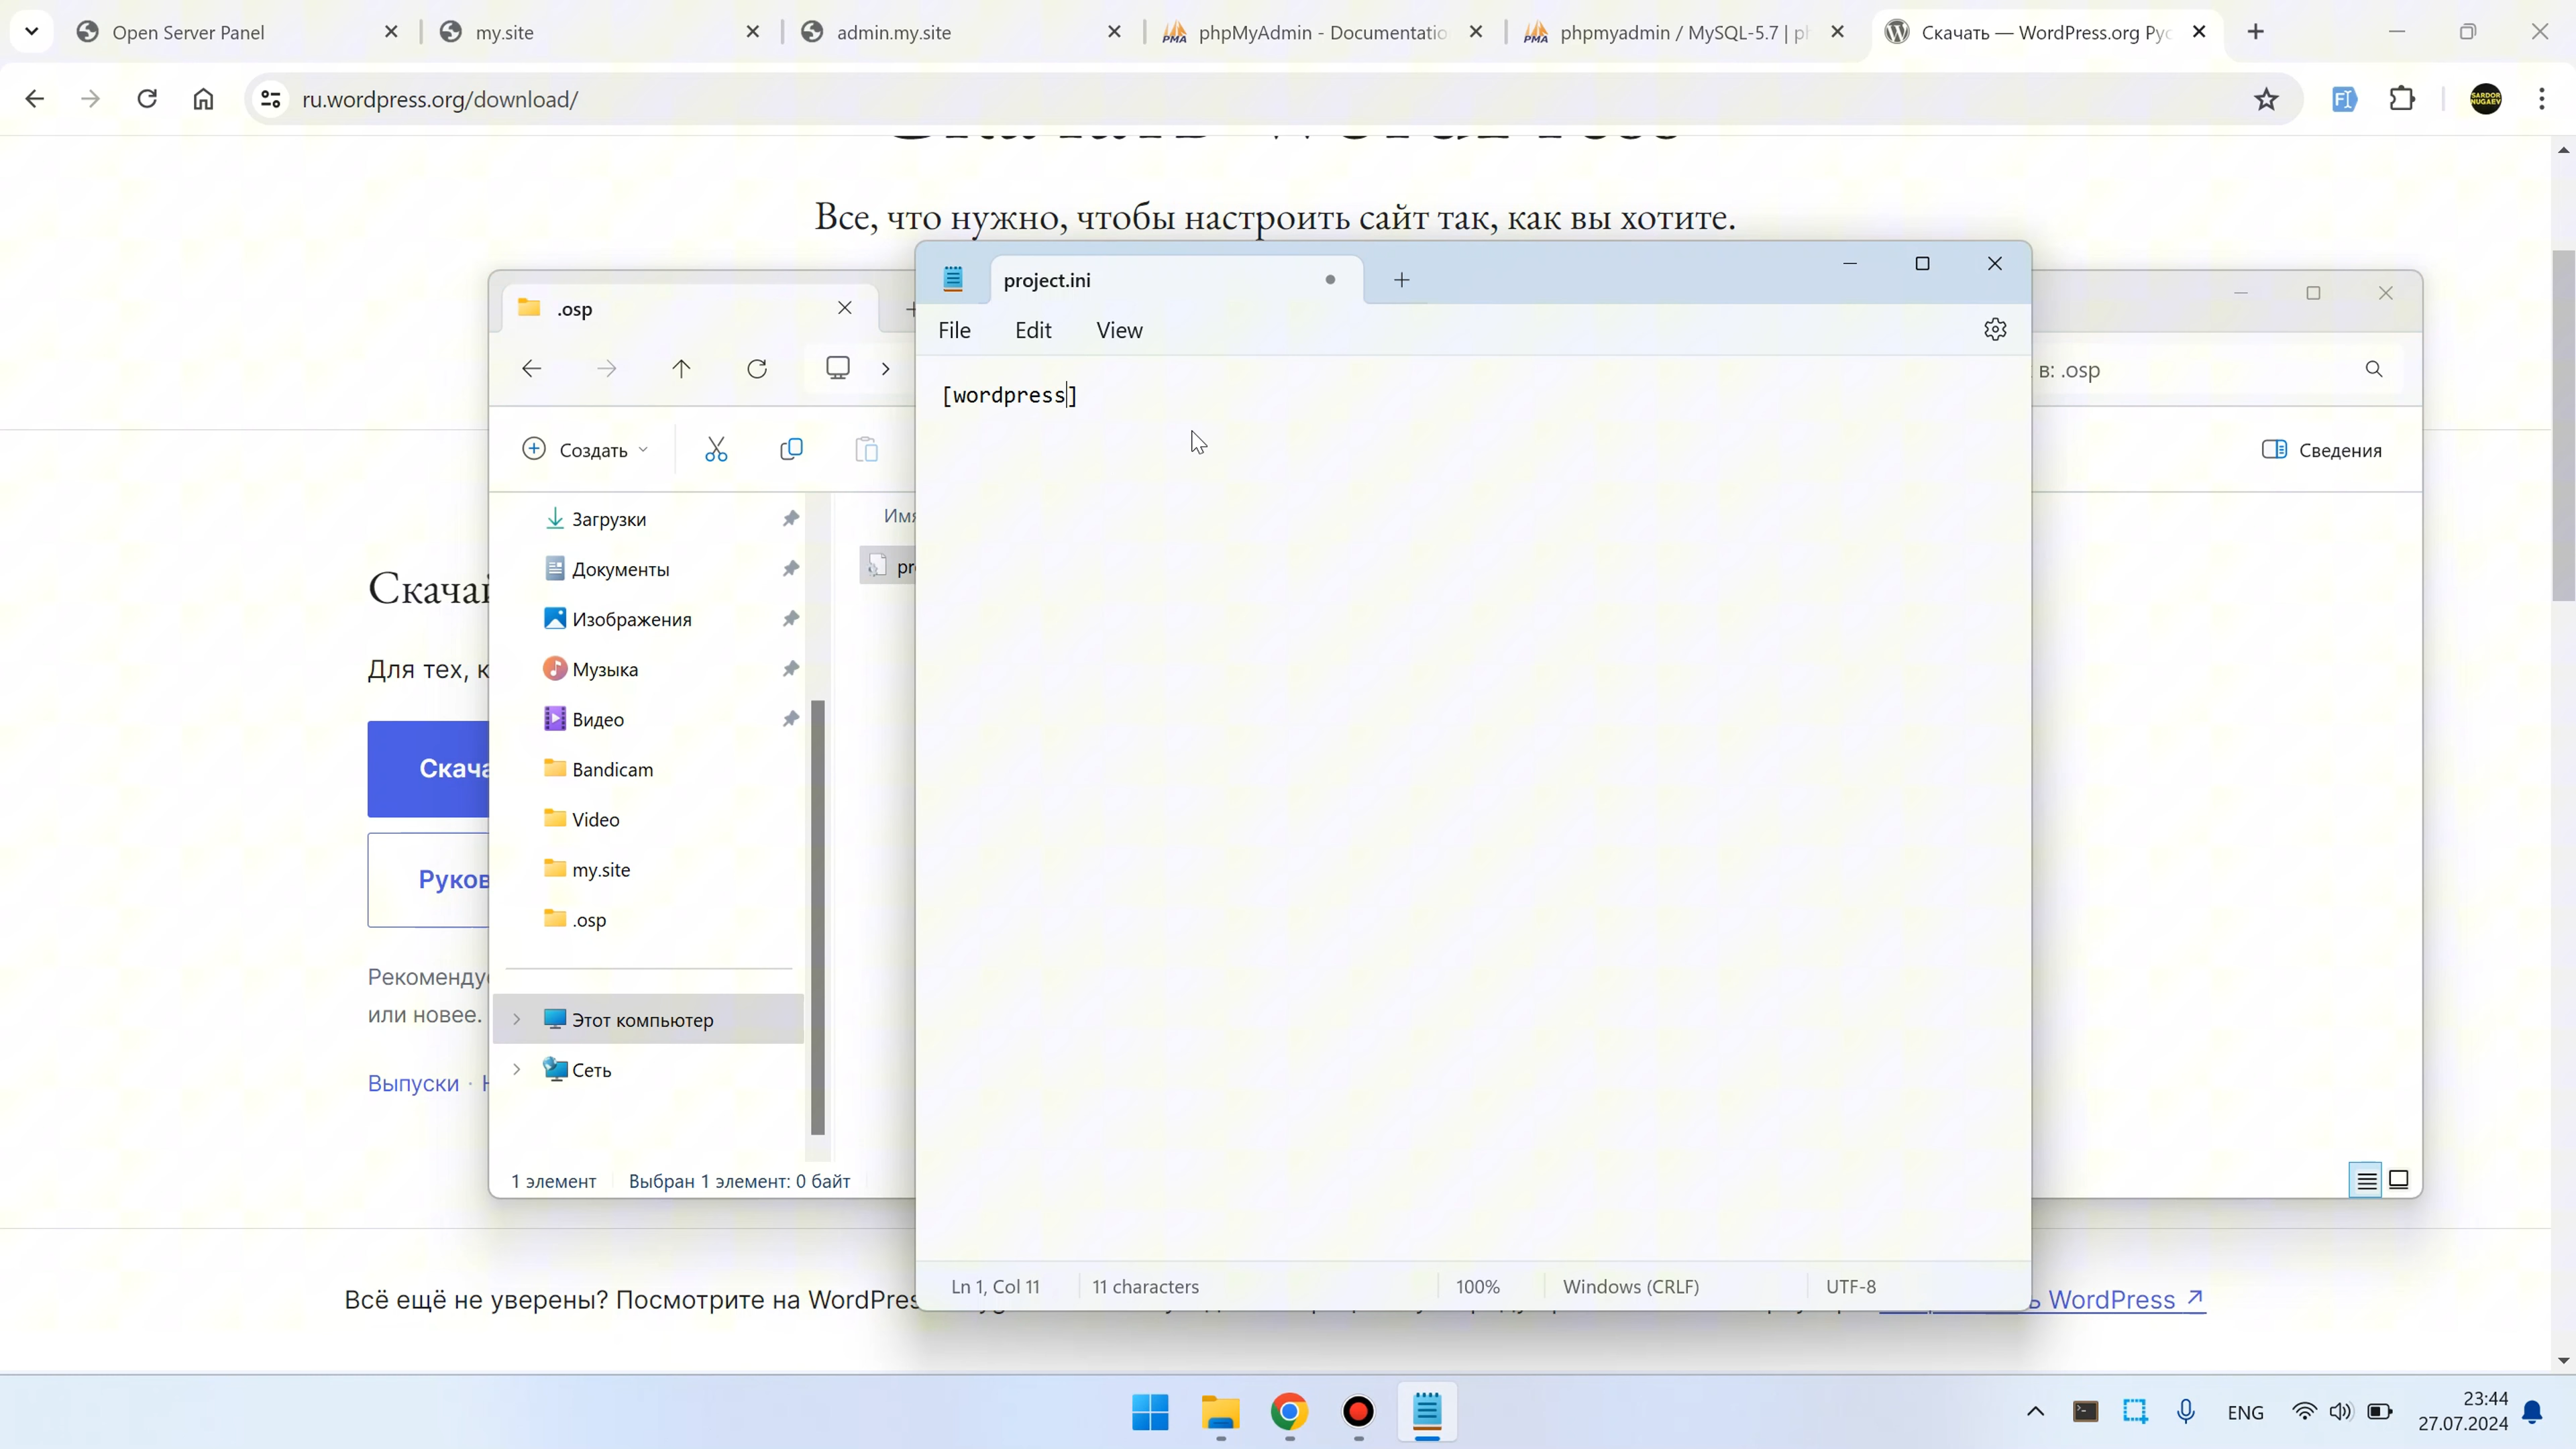 Open Server Panel
my.site
admin.my.site
phpMyAdmin - Documentatio
phpmyadmin / MySQL-5.7 | ph
Скачать — WordPress.org Рус
ru.wordpress.org/download/
SARDOR
NUGAEV
Все, что нужно, чтобы настроить сайт так, как вы хотите.
.osp
project.ini
File
Edit
View
в: .osp
[wordpress]
Создать
Сведения
Загрузки
Имя
Документы
pro
Изображения
Скачай
Для тех, к
Музыка
Видео
Скача
Bandicam
Video
my.site
Руков
.osp
Рекоменду
или новее.
Этот компьютер
Сеть
Выпуски ·
1 элемент
Выбран 1 элемент: 0 байт
Ln 1, Col 11
11 characters
100%
Windows (CRLF)
UTF-8
Всё ещё не уверены? Посмотрите на WordPres
ь WordPress ↗
ENG
23:44
27.07.2024